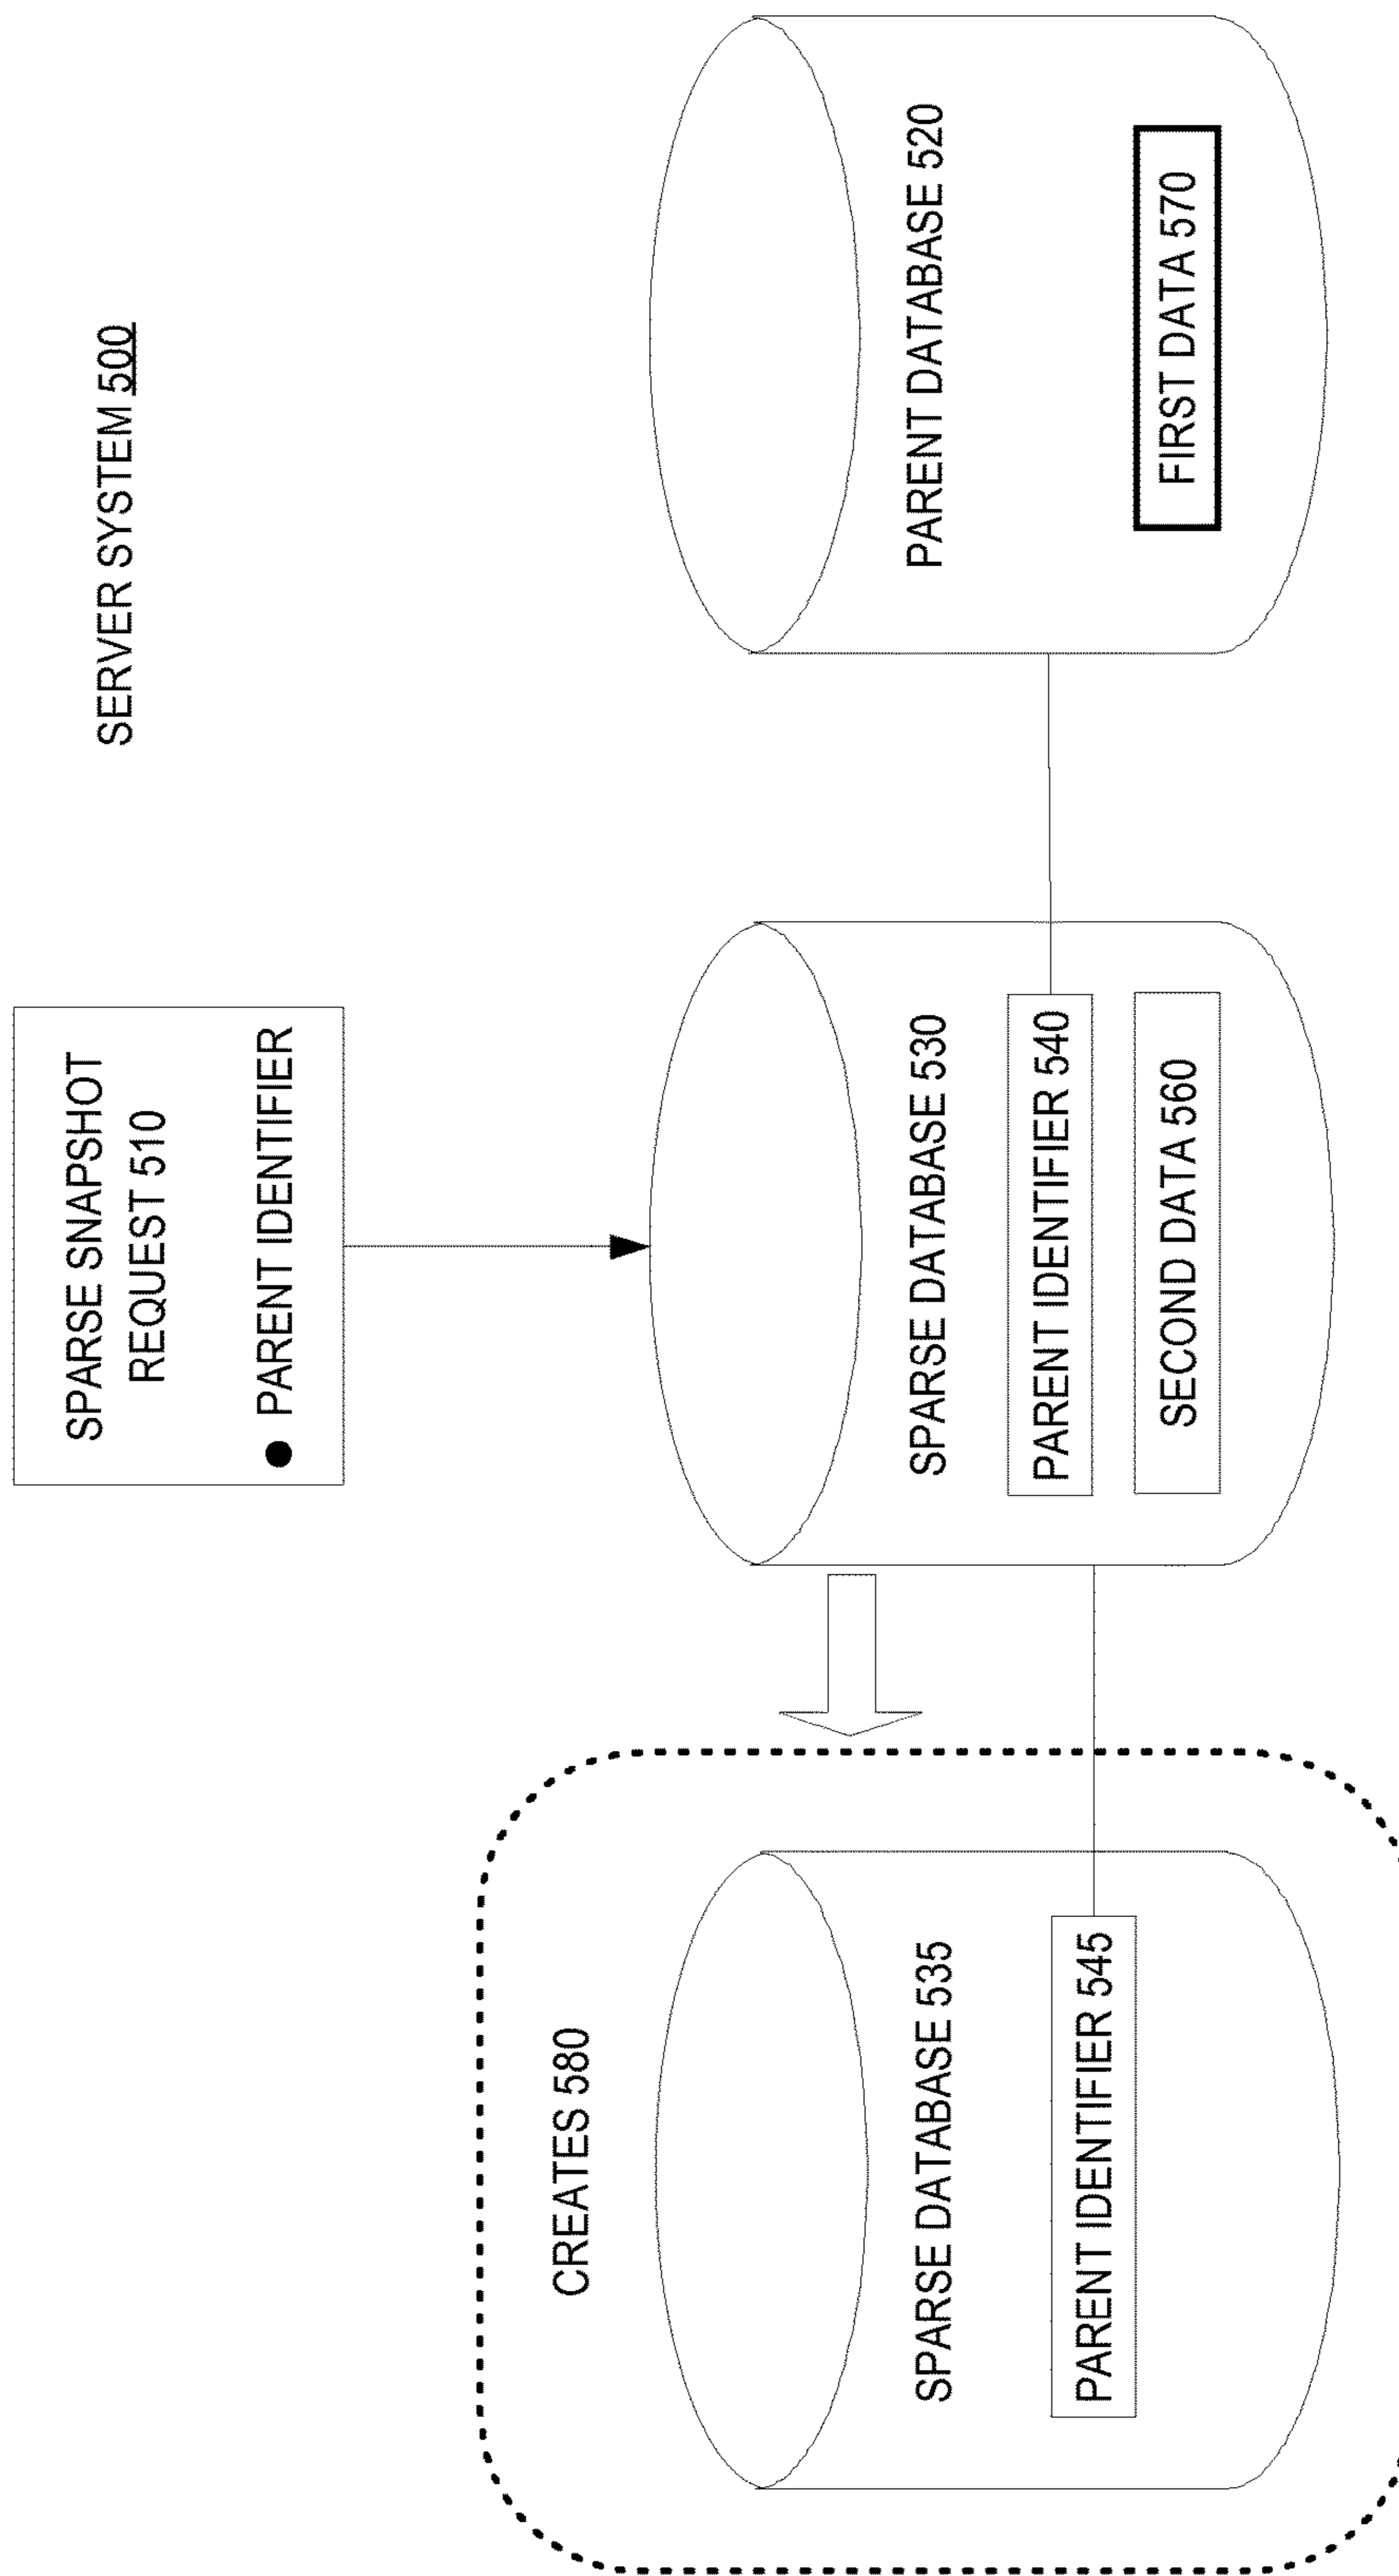 SERVER SYSTEM 500
SPARSE SNAPSHOT
REQUEST 510
● PARENT IDENTIFIER
CREATES 580
SPARSE DATABASE 535
PARENT IDENTIFIER 545
SPARSE DATABASE 530
PARENT IDENTIFIER 540
SECOND DATA 560
PARENT DATABASE 520
FIRST DATA 570